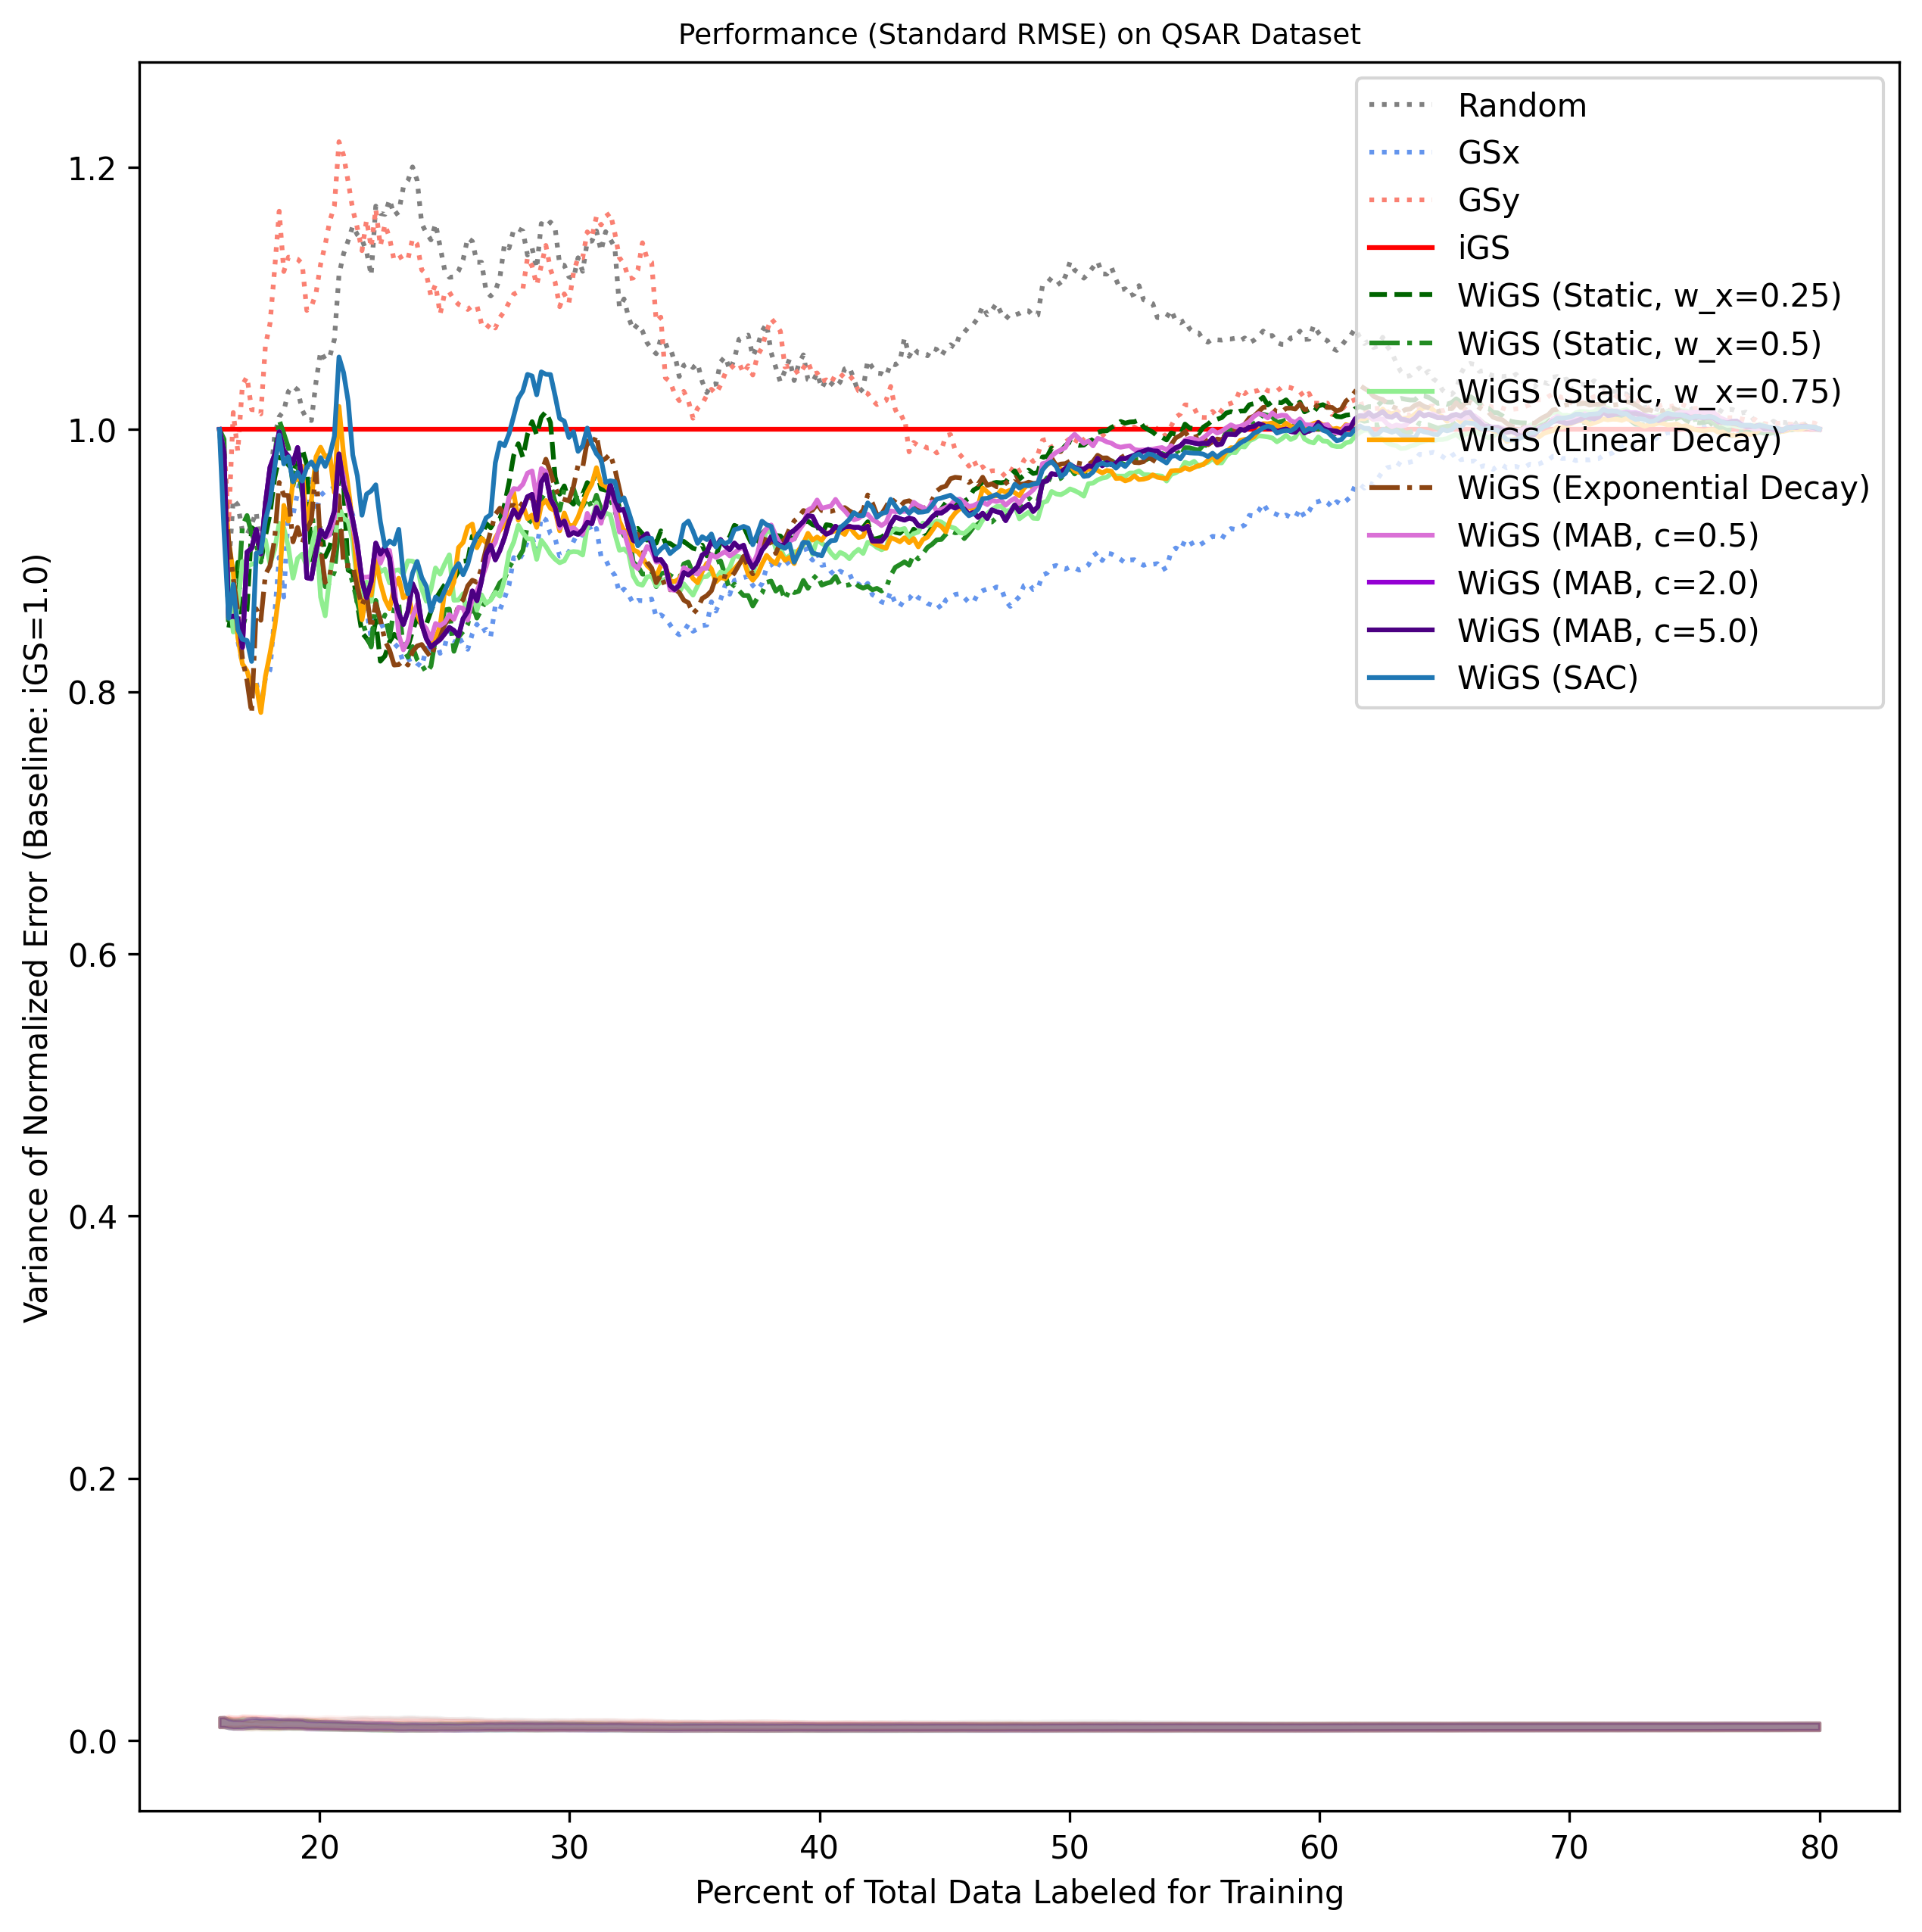 Performance (Standard RMSE) on QSAR Dataset
Variance of Normalized Error (Baseline: iGS=1.0)
1.2
1.0
0.8
0.6
0.4
0.2
0.0
Random
GSx
GSy
iGS
WiGS (Static, w_x=0.25)
WiGS (Static, w_x=0.5)
WiGS (Static, w_x=0.75)
WiGS (Linear Decay)
WiGS (Exponential Decay)
WiGS (MAB, c=0.5)
WiGS (MAB, c=2.0)
WiGS (MAB, c=5.0)
WiGS (SAC)
20 30 40 50 60 70 80
Percent of Total Data Labeled for Training